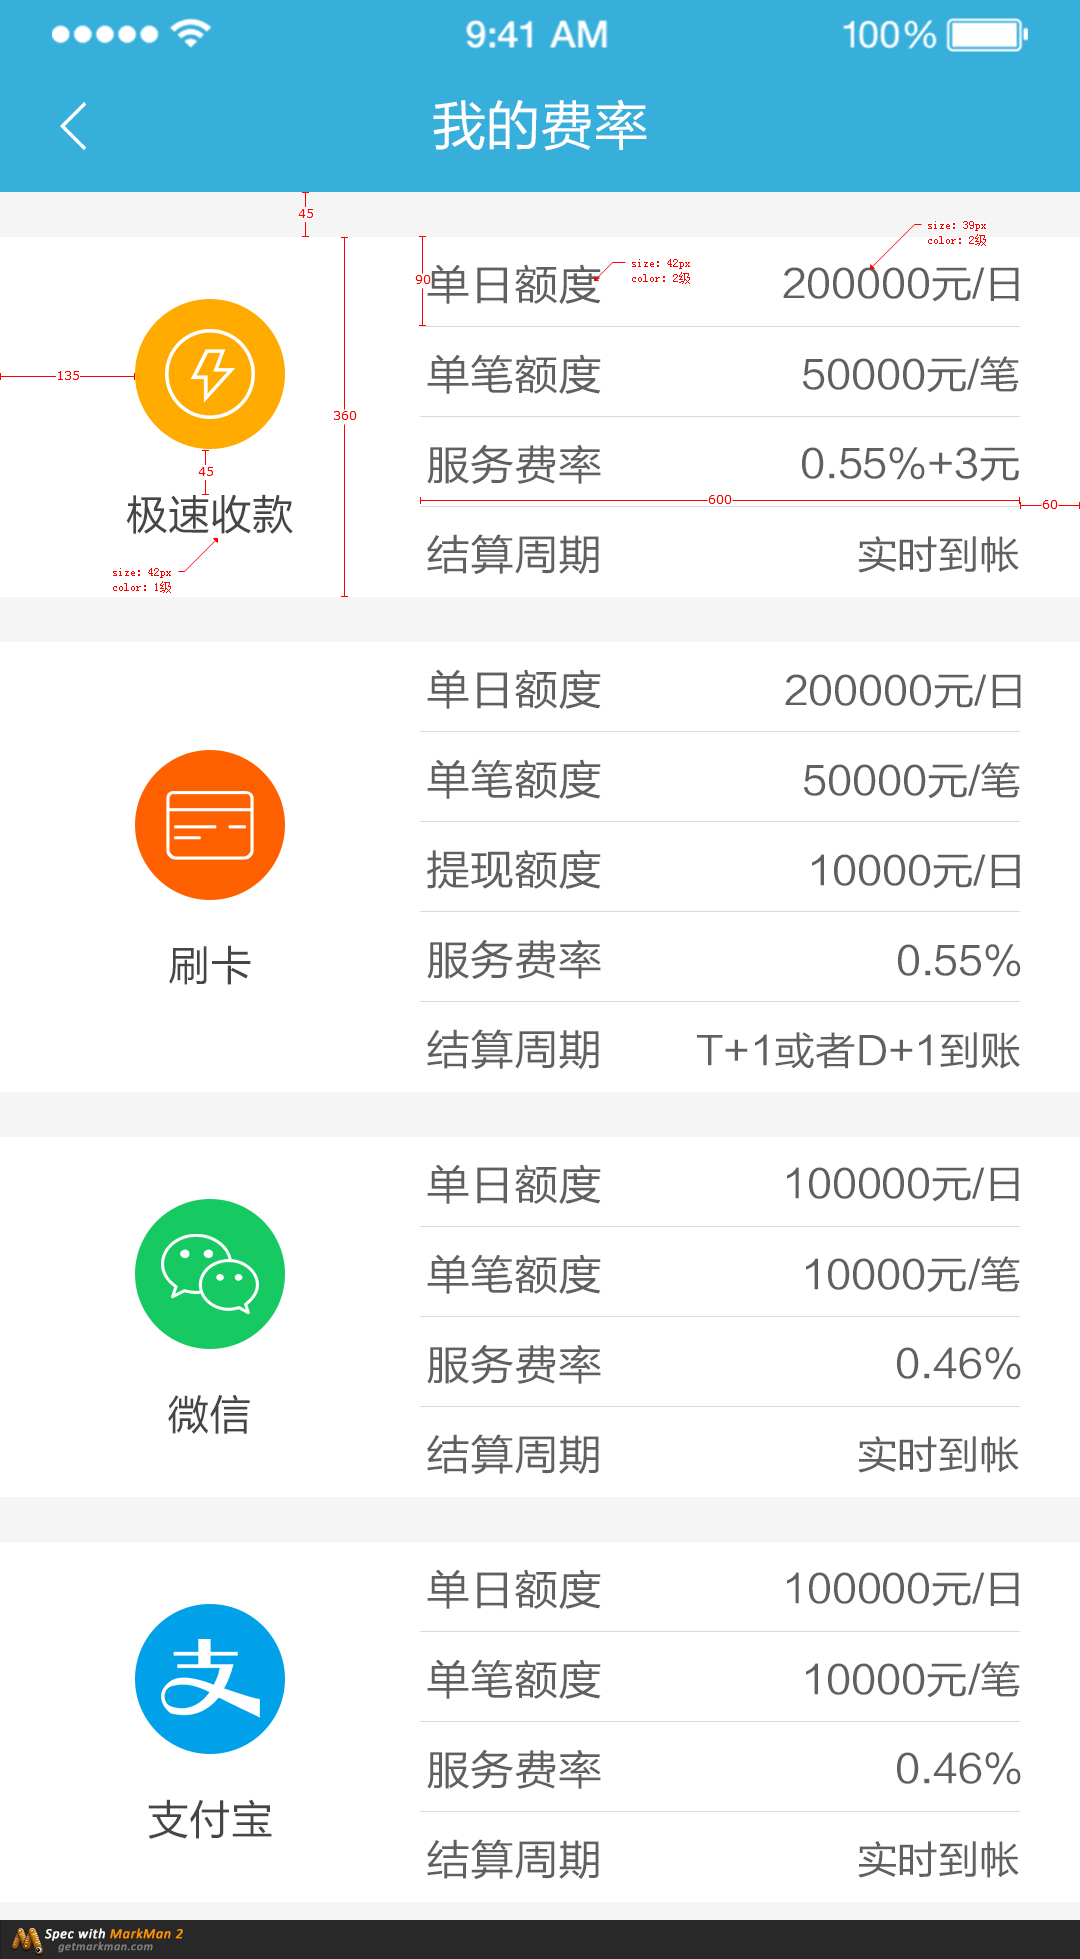 9:41 AM 100%
我的费率
45
size: 39px
color: 2级
90
单日额度
size: 42px
color: 2级
200000元/日
135
单笔额度
50000元/笔
360
45
服务费率
0.55%+3元
600
60
极速收款
结算周期
实时到帐
size: 42px
color: 1级
单日额度
200000元/日
单笔额度
50000元/笔
提现额度
10000元/日
刷卡
服务费率
0.55%
结算周期
T+1或者D+1到账
单日额度
100000元/日
单笔额度
10000元/笔
服务费率
0.46%
微信
结算周期
实时到帐
单日额度
100000元/日
支
单笔额度
10000元/笔
服务费率
0.46%
支付宝
结算周期
实时到帐
Spec with MarkMan 2
getmarkman.com